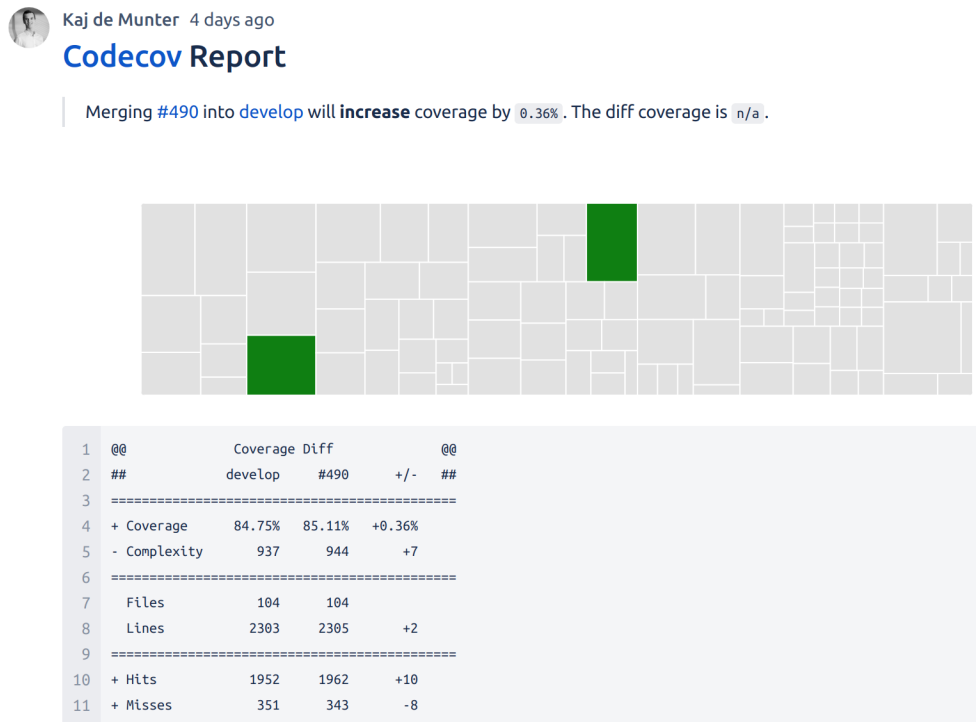 Kaj de Munter 4 days ago
Codecov Report
Merging #490 into develop will increase coverage by 0.36%. The diff coverage is n/a.
1 @@ Coverage Diff @@
2 ## develop #490 +/- ##
3 =============================================
4 + Coverage 84.75% 85.11% +0.36%
5 - Complexity 937 944 +7
6 =============================================
7 Files 104 104
8 Lines 2303 2305 +2
9 =============================================
10 + Hits 1952 1962 +10
11 + Misses 351 343 -8